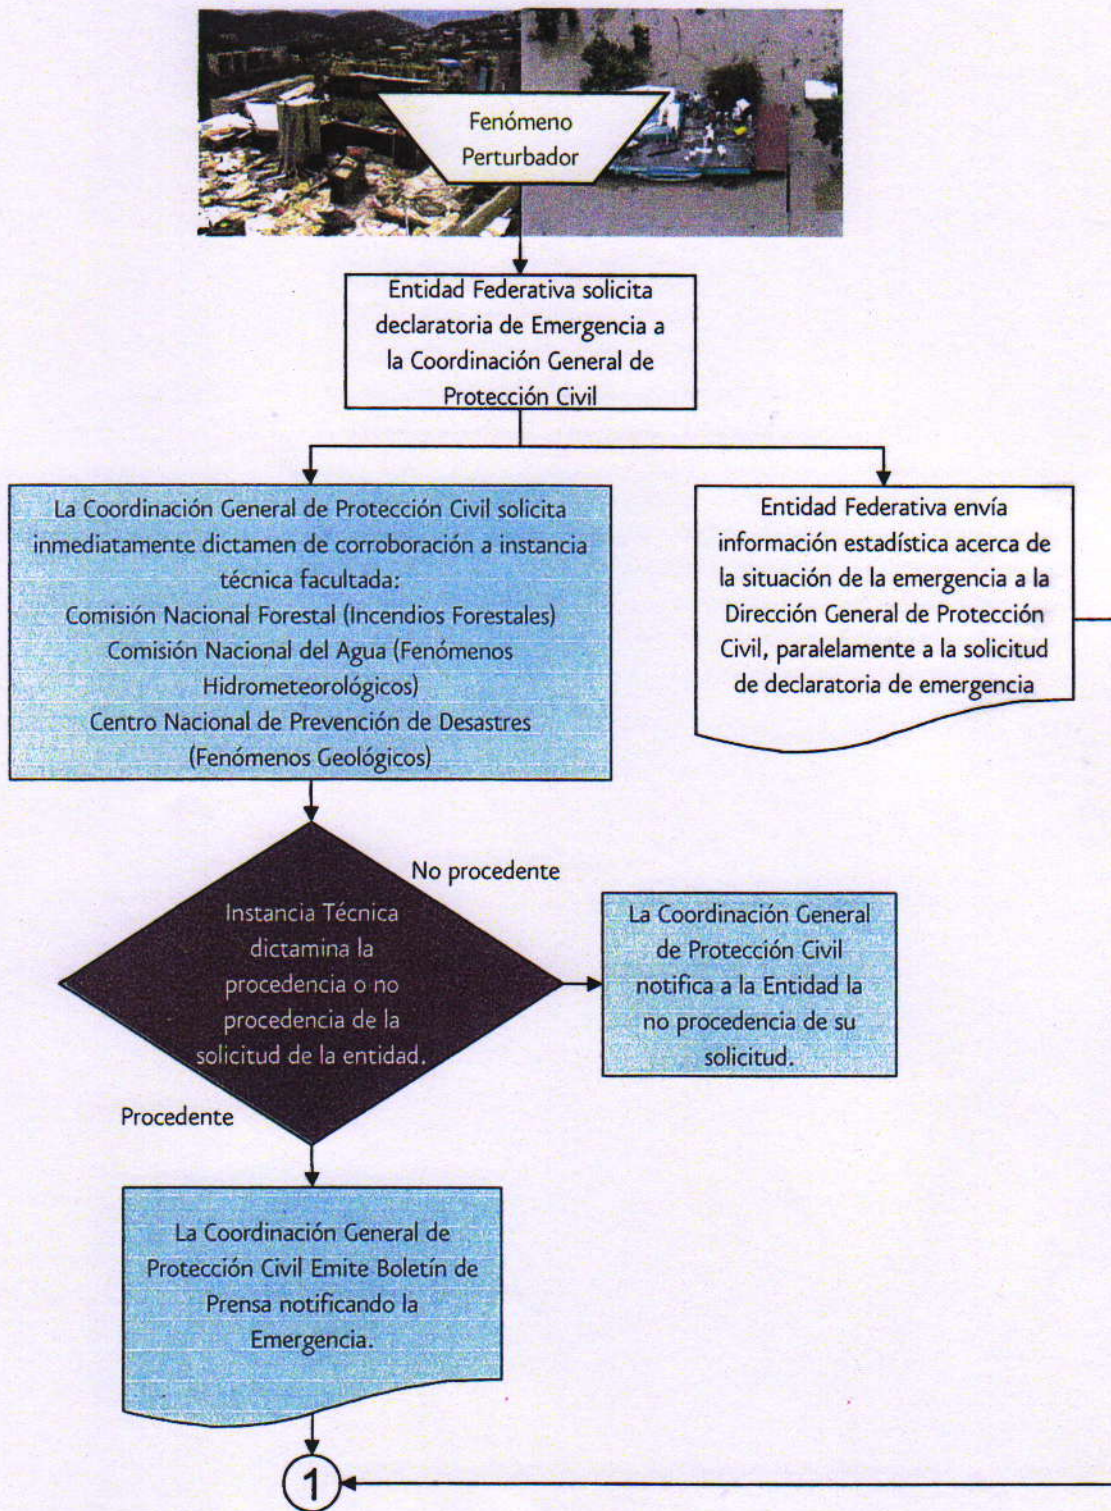 Fenómeno
Perturbador
Entidad Federativa solicita
declaratoria de Emergencia a
la Coordinación General de
Protección Civil
La Coordinación General de Protección Civil solicita
inmediatamente dictamen de corroboración a instancia
técnica facultada:
Comisión Nacional Forestal (Incendios Forestales)
Comisión Nacional del Agua (Fenómenos
Hidrometeorológicos)
Centro Nacional de Prevención de Desastres
(Fenómenos Geológicos)
Entidad Federativa envía
información estadística acerca de
la situación de la emergencia a la
Dirección General de Protección
Civil, paralelamente a la solicitud
de declaratoria de emergencia
No procedente
Instancia Técnica
dictamina la
procedencia o no
procedencia de la
solicitud de la entidad.
La Coordinación General
de Protección Civil
notifica a la Entidad la
no procedencia de su
solicitud.
Procedente
La Coordinación General de
Protección Civil Emite Boletín de
Prensa notificando la
Emergencia.
1